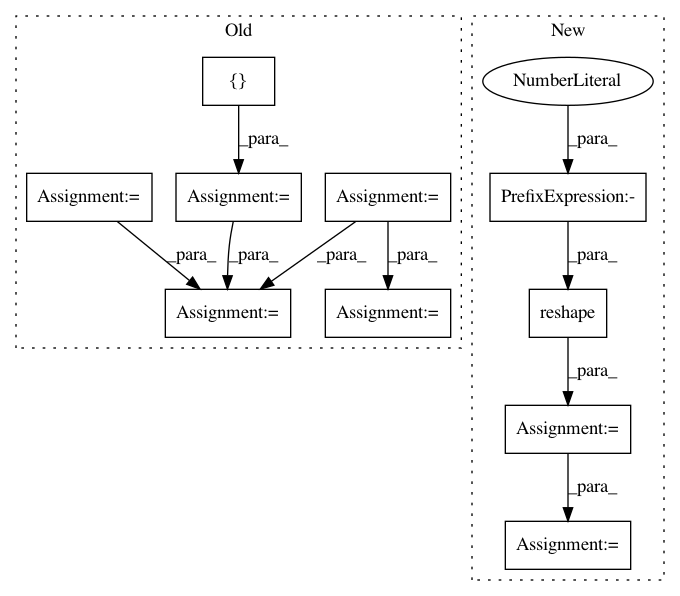 Old
New
{}
NumberLiteral
_para_
_para_
Assignment:=
Assignment:=
Assignment:=
PrefixExpression:-
_para_
_para_
_para_
_para_
_para_
Assignment:=
Assignment:=
reshape
_para_
Assignment:=
_para_
Assignment:=